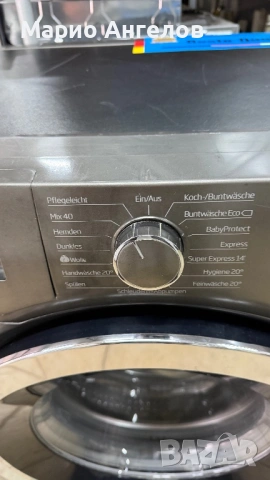 Марио Ангелов
Pflegeleicht
Ein/Aus
Koch-/Buntwäsche
Mix 40
Buntwäsche Eco
Hemden
BabyProtect
Dunkles
Express
Wolle
Super Express 14'
Handwäsche 20°
Hygiene 20°
Spülen
Feinwäsche 20°
BAZAR